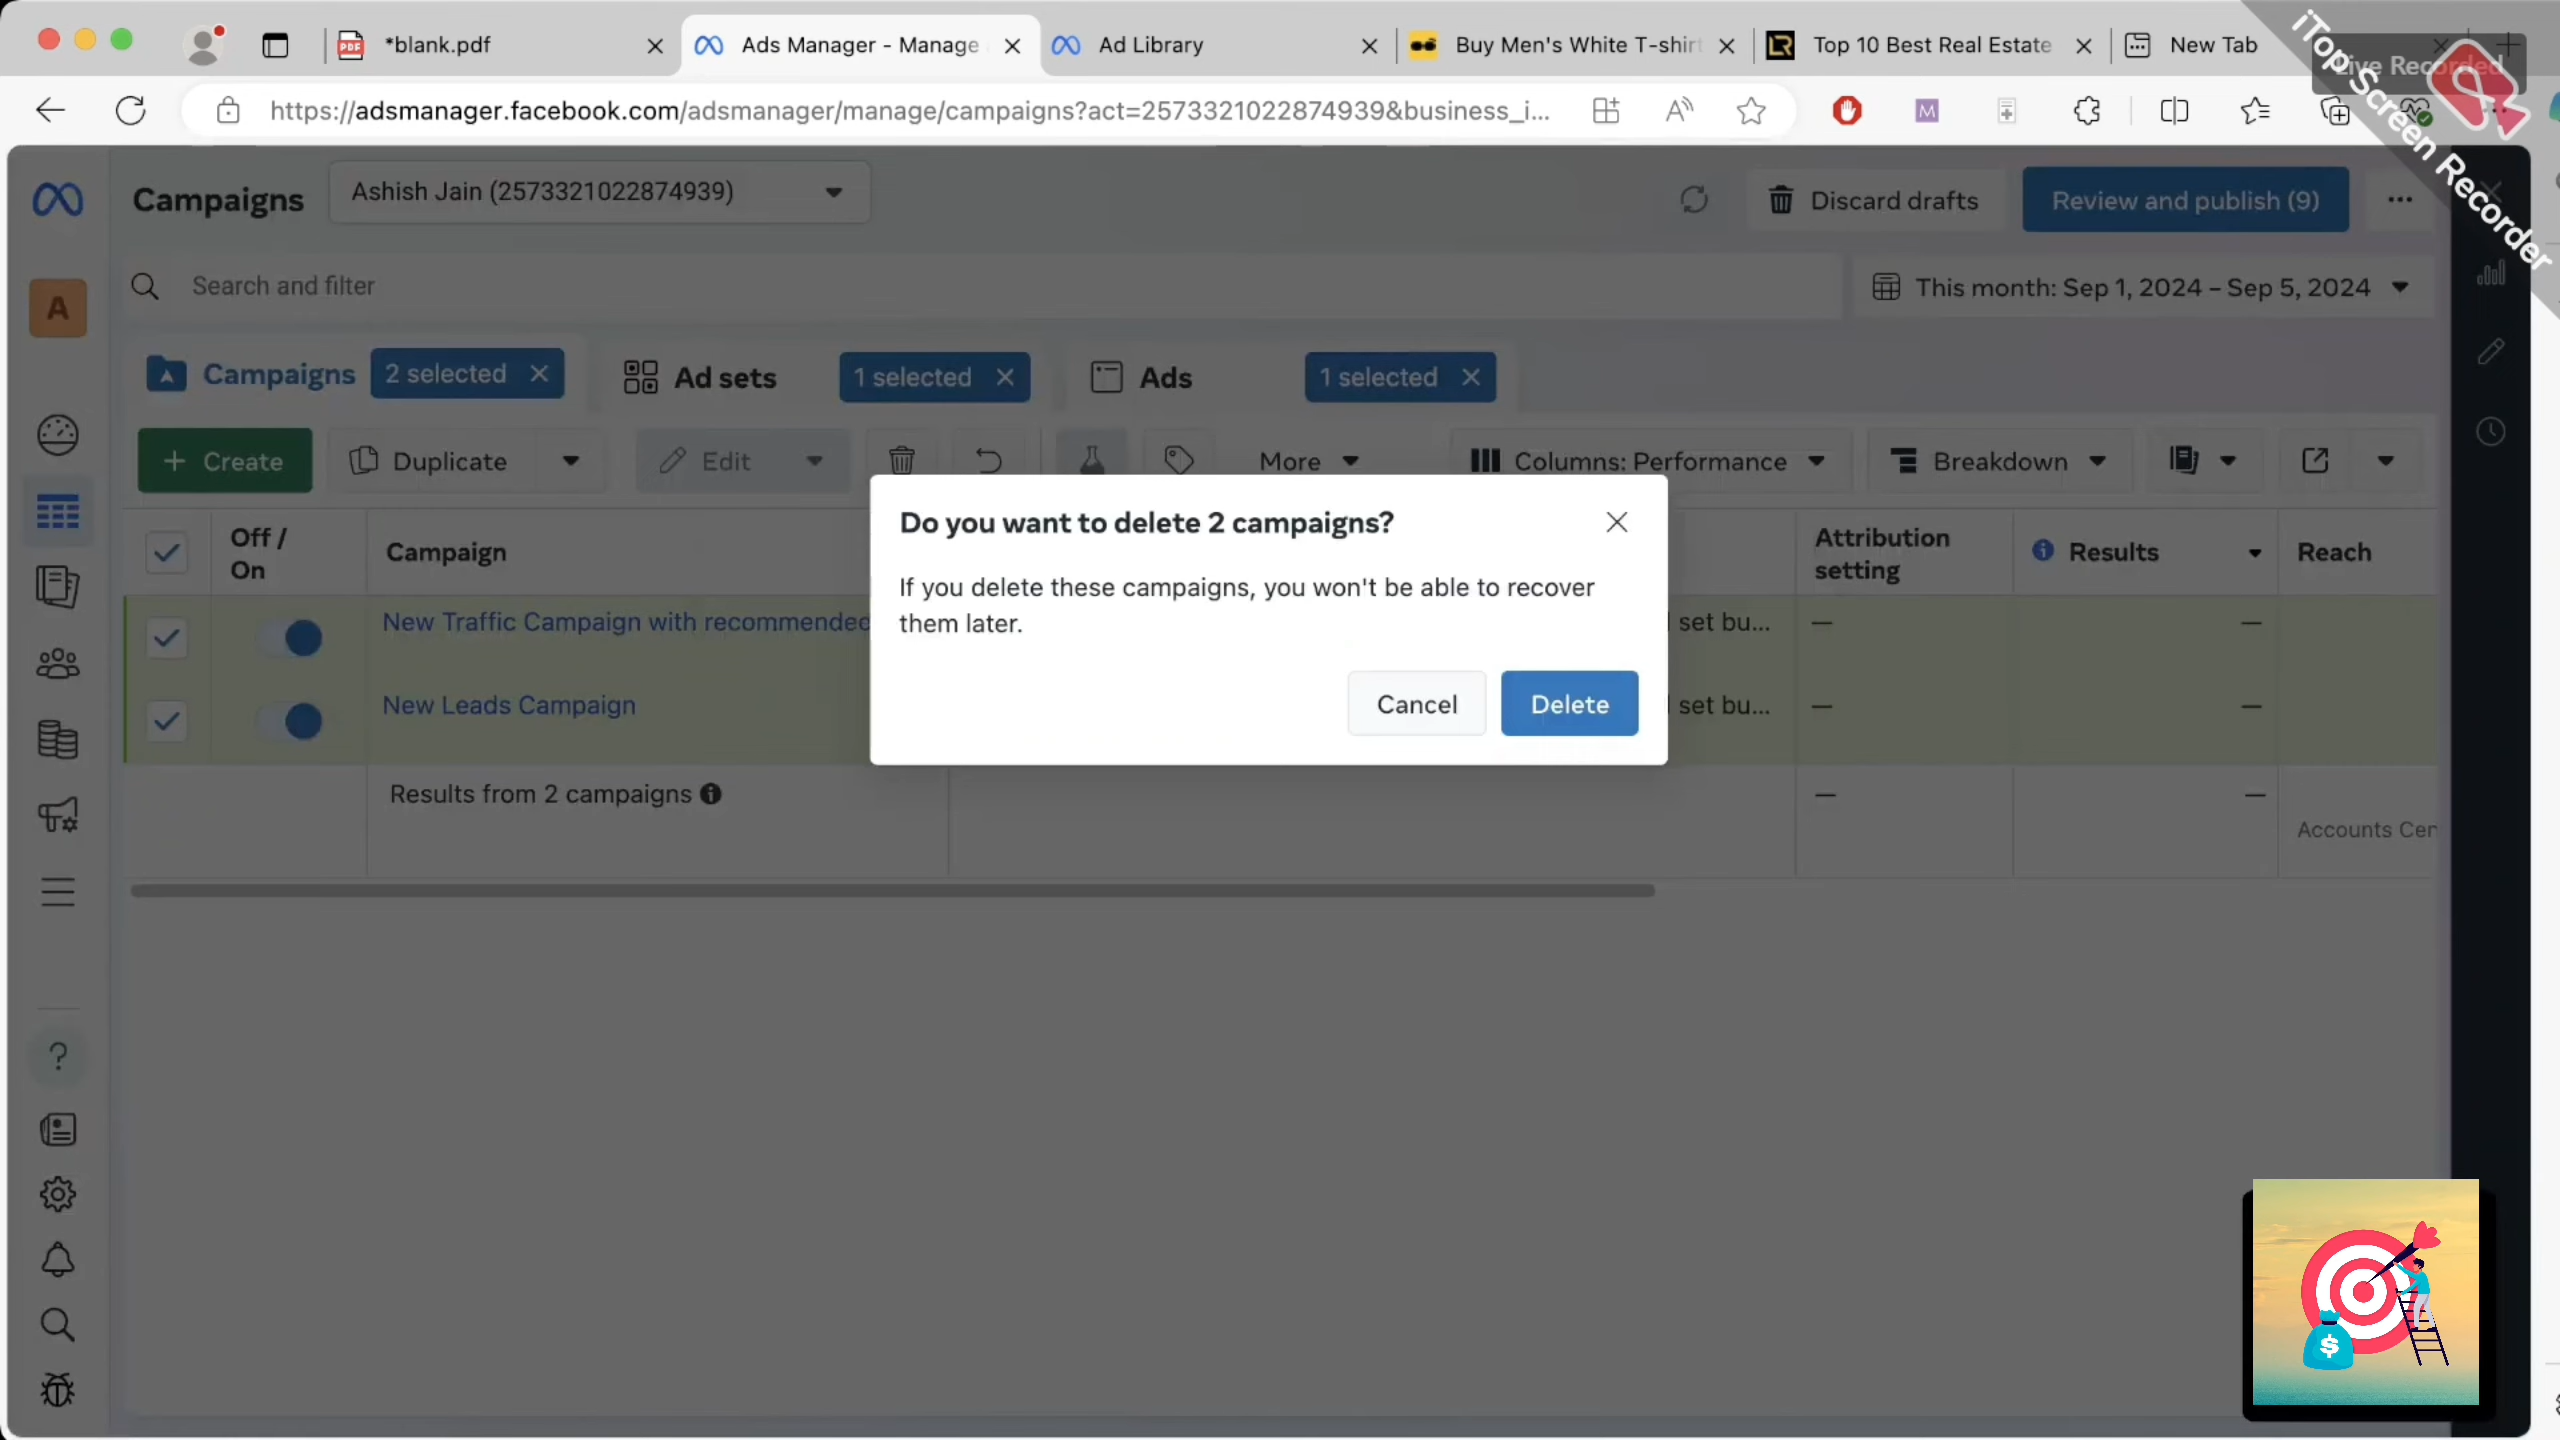 *blank.pdf
Ads Manager - Manage
Ad Library
Buy Men's White T-shirt
Top 10 Best Real Estate
New Tab
Live Recorded
iTop Screen Recorder
https://adsmanager.facebook.com/adsmanager/manage/campaigns?act=2573321022874939&business_i...
Campaigns
Ashish Jain (2573321022874939)
Discard drafts
Review and publish (9)
A
Search and filter
This month: Sep 1, 2024 – Sep 5, 2024
Campaigns
2 selected
Ad sets
1 selected
Ads
1 selected
+ Create
Duplicate
Edit
More
Columns: Performance
Breakdown
Off / On
Campaign
Attribution setting
Results
Reach
New Traffic Campaign with recommended
set bu...
—
—
New Leads Campaign
set bu...
—
—
Results from 2 campaigns
—
—
Accounts Cen
Do you want to delete 2 campaigns?
If you delete these campaigns, you won't be able to recover
them later.
Cancel
Delete